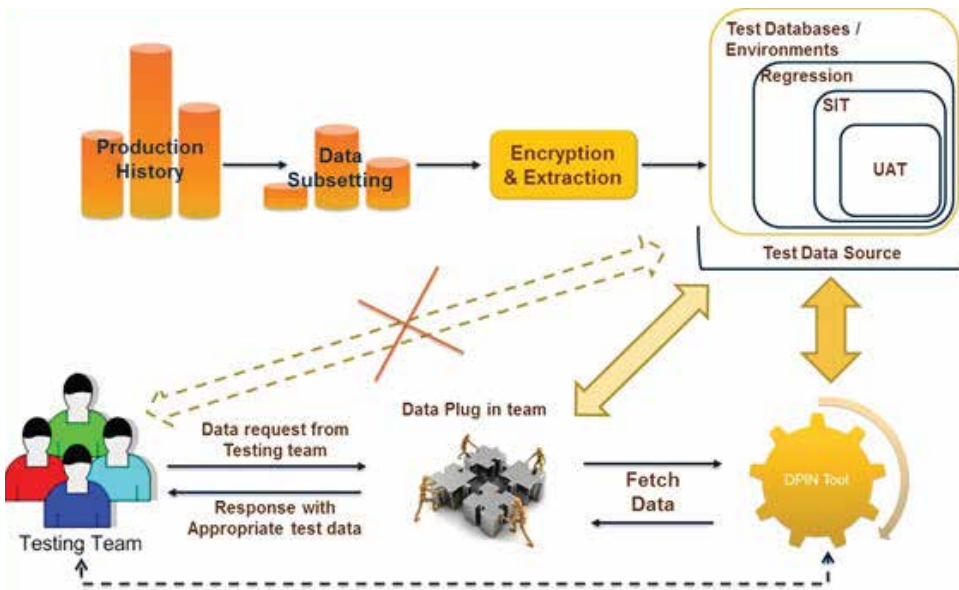 Test Databases /
Environments
Regression
SIT
UAT
Production
History
Data
Subsetting
Encryption
& Extraction
Test Data Source
Data Plug in team
Data request from
Testing team
Response with
Appropriate test data
Fetch
Data
DPIN Tool
Testing Team